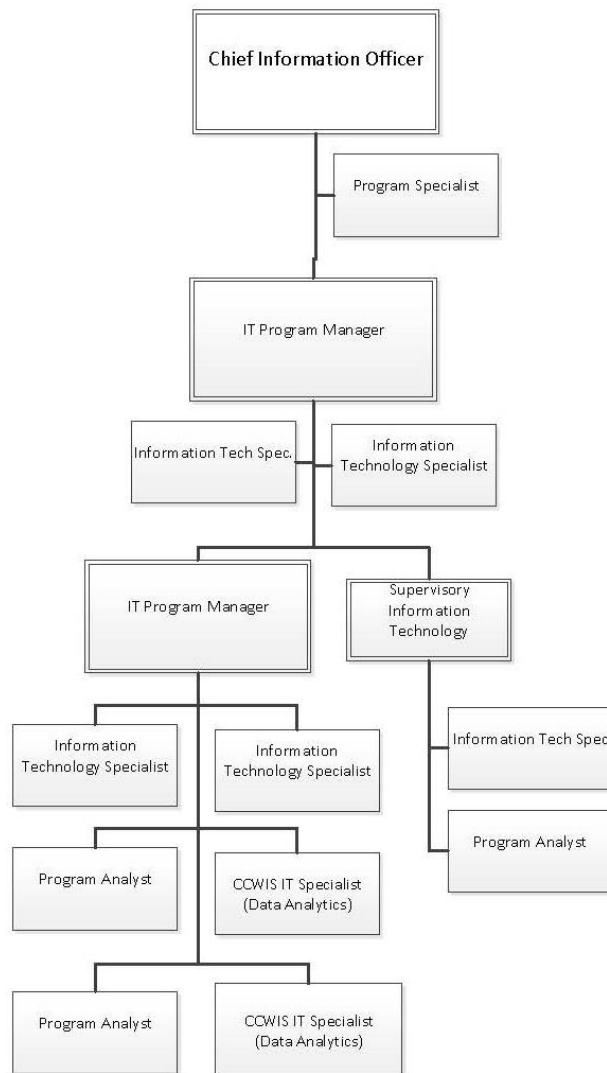 Chief Information Officer
Program Specialist
IT Program Manager
Information Tech Spec.
Information
Technology Specialist
IT Program Manager
Supervisory
Information
Technology
Information
Technology Specialist
Information
Technology Specialist
Information Tech Spec
Program Analyst
CCWIS IT Specialist
(Data Analytics)
Program Analyst
Program Analyst
CCWIS IT Specialist
(Data Analytics)